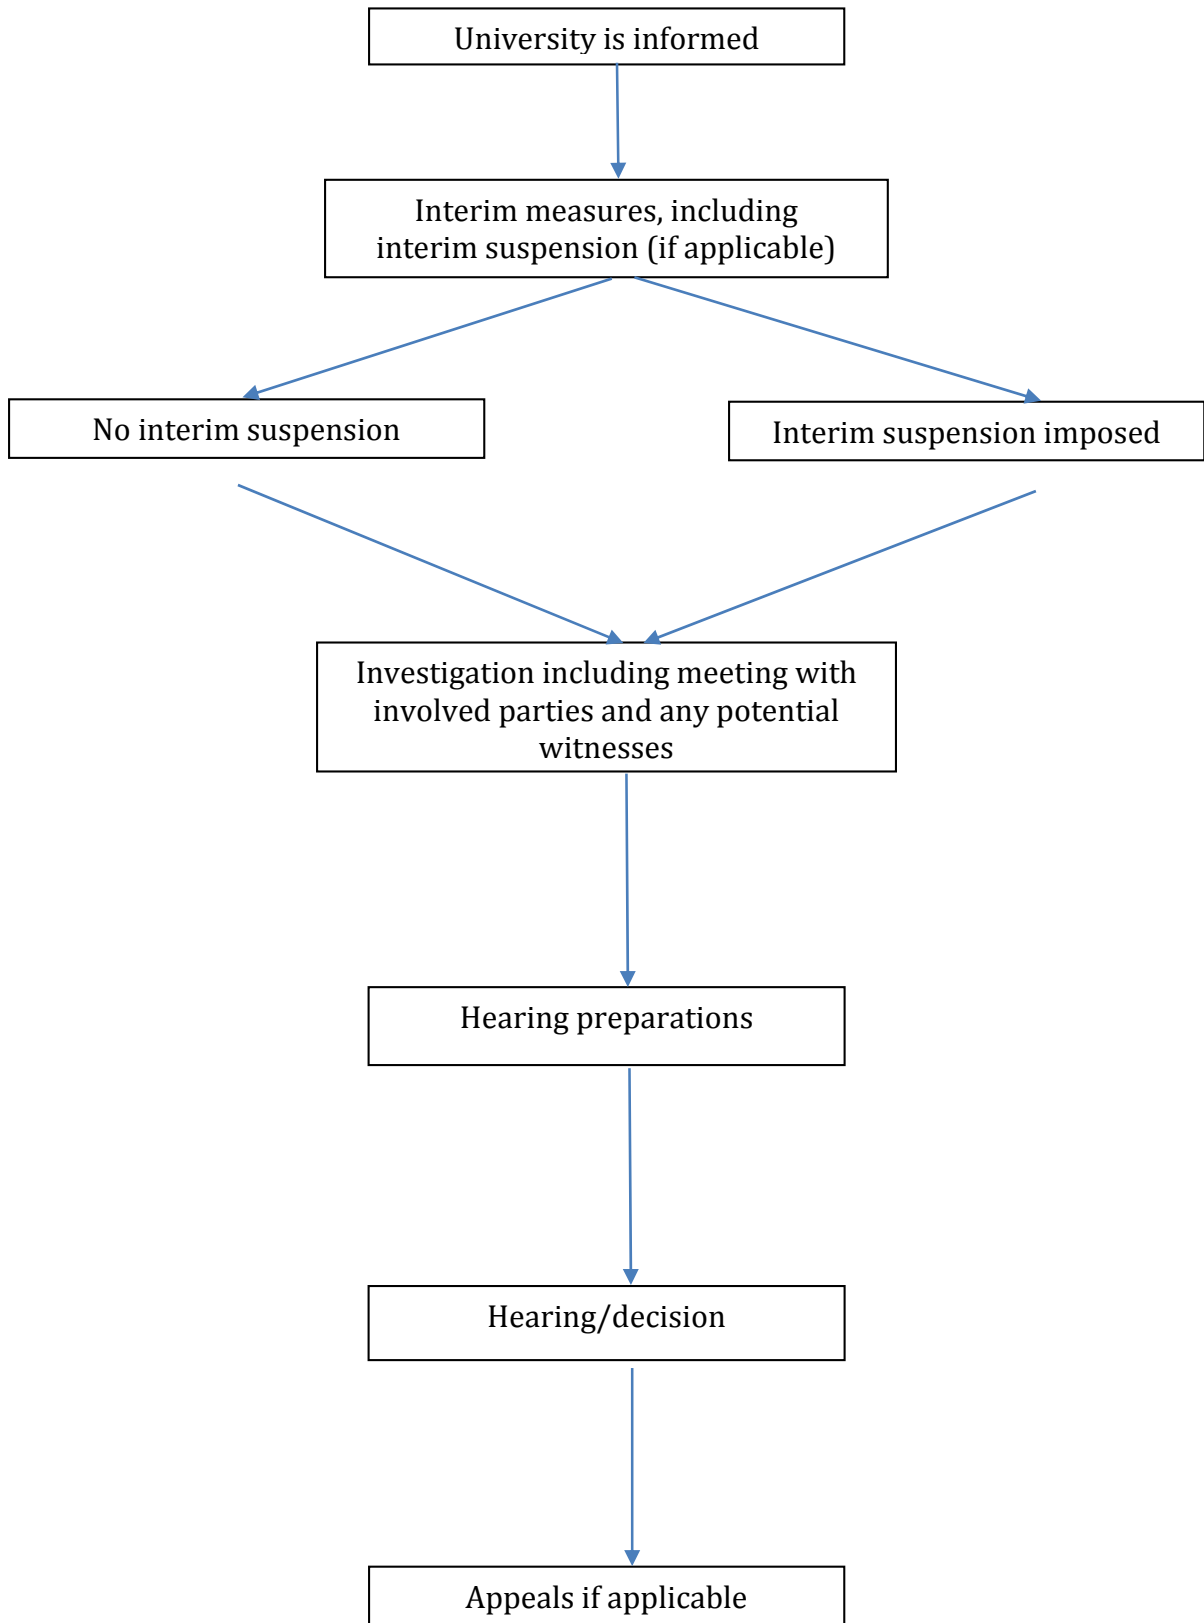 University is informed
Interim measures, including
interim suspension (if applicable)
No interim suspension
Interim suspension imposed
Investigation including meeting with
involved parties and any potential
witnesses
Hearing preparations
Hearing/decision
Appeals if applicable